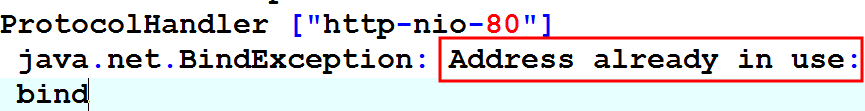 ProtocolHandler ["http-nio-80"]
java.net.BindException: Address already in use:
bind